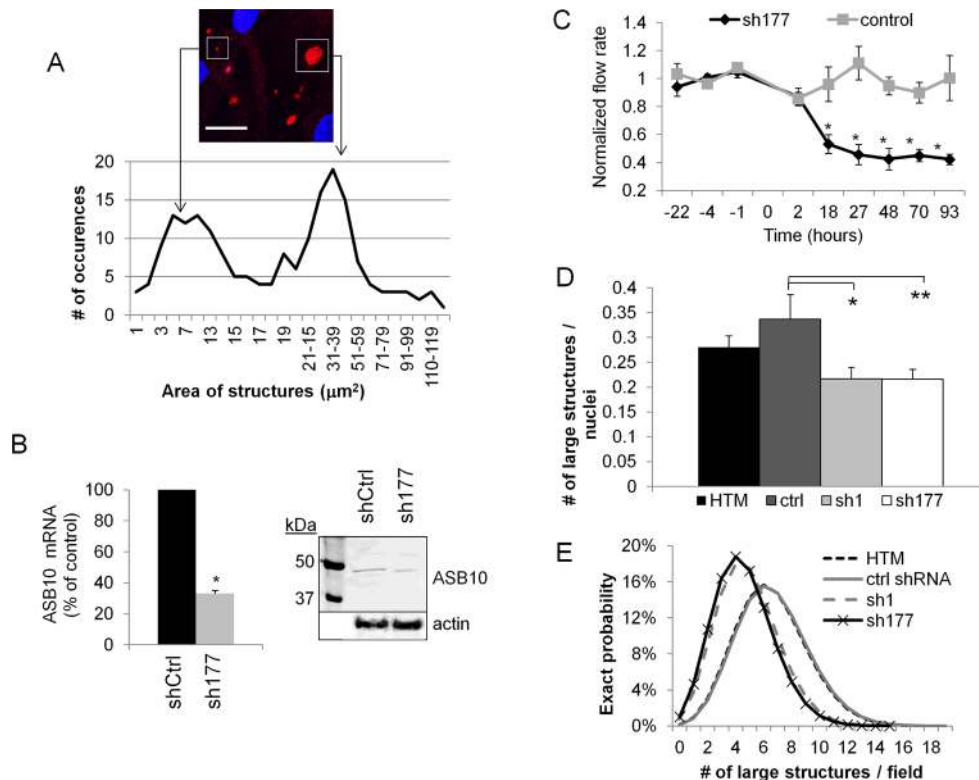 A
# of occurences
20
15
10
5
0
1
3
7
13
15
17
19
21-15
31-39
51-59
71-79
91-99
110-119
Area of structures (μm²)
B
ASB10 mRNA
(% of control)
100
80
60
40
20
0
*
shCtrl
sh177
shCtrl
sh177
kDa
50
37
ASB10
actin
C
sh177
control
Normalized flow rate
1.4
1.2
1
0.8
0.6
0.4
0.2
* * * * *
-22 -4 -1 0 2 18 27 48 70 93
Time (hours)
D
# of large structures /
nuclei
0.4
0.35
0.3
0.25
0.2
0.15
0.1
0.05
0
* **
HTM ctrl sh1 sh177
E
Exact probability
20%
16%
12%
8%
4%
0%
HTM
ctrl shRNA
sh1
sh177
0 2 4 6 8 10 12 14 16 18
# of large structures / field